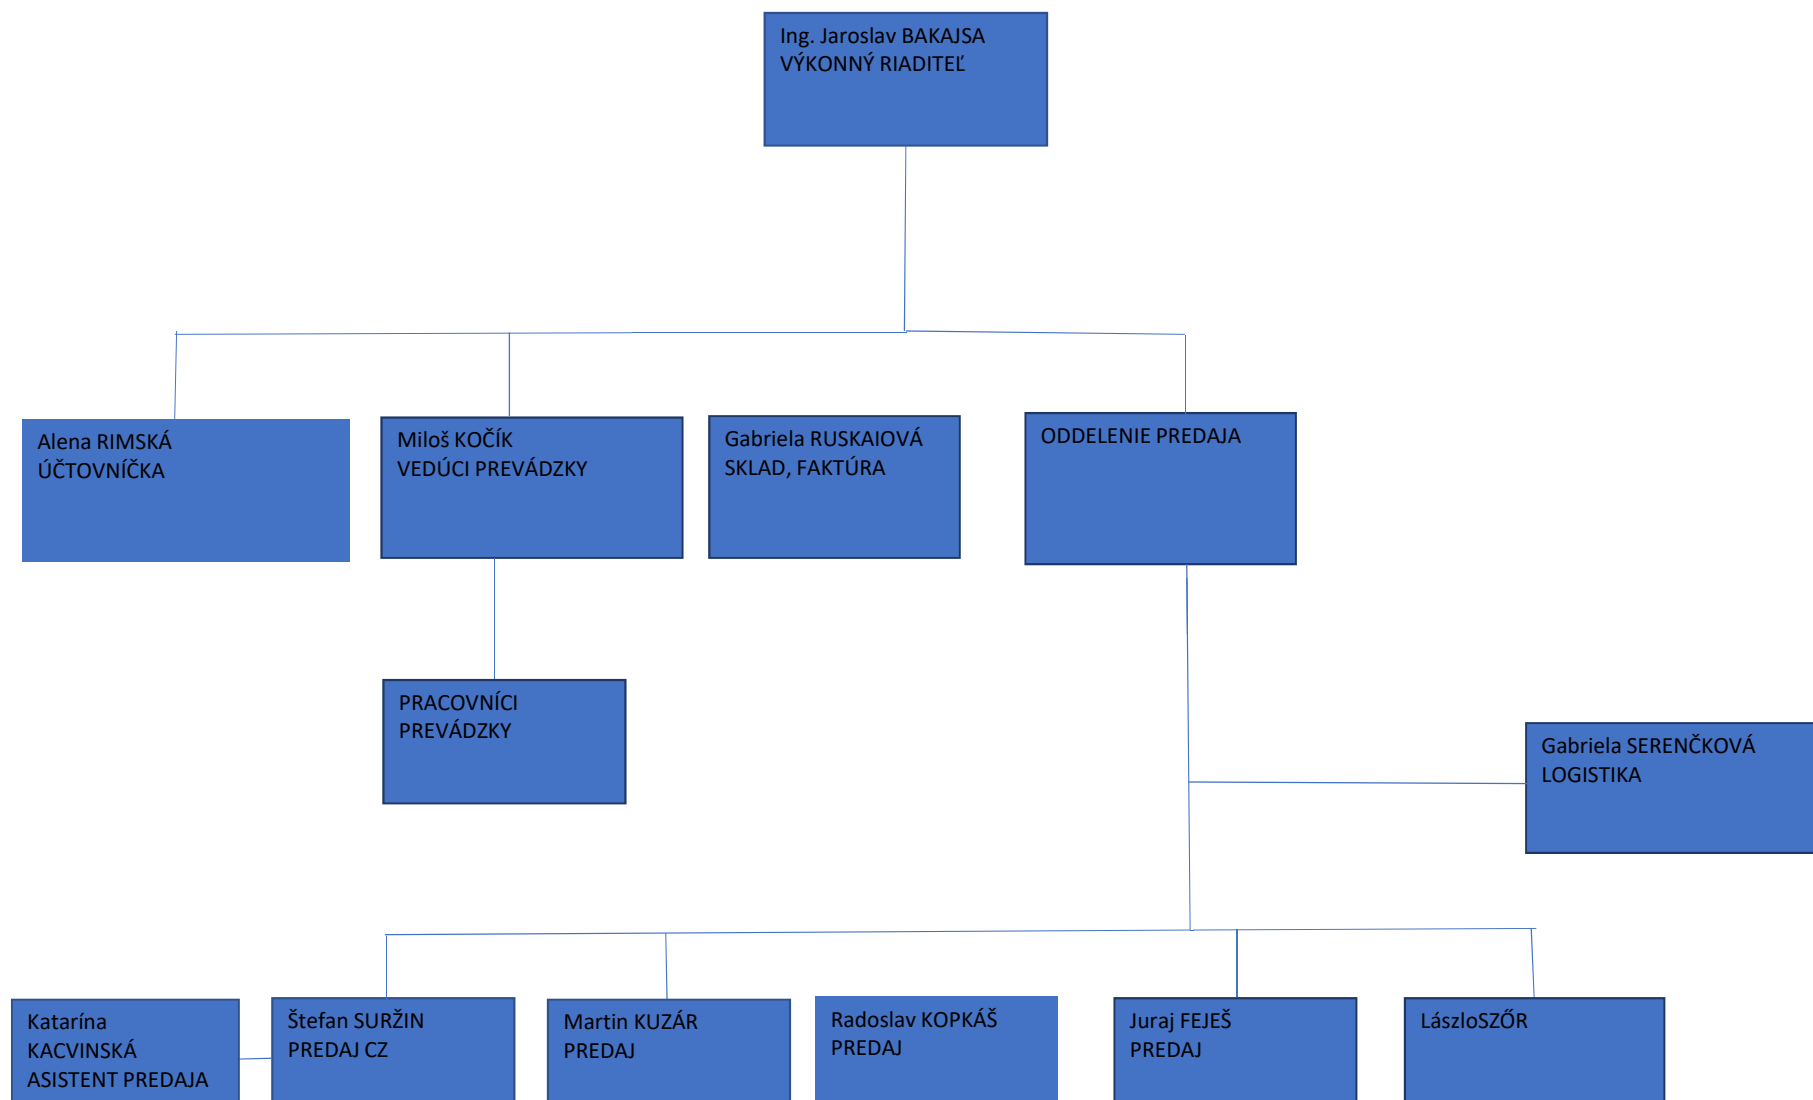 Ing. Jaroslav BAKAJSA
VÝKONNÝ RIADITEĽ
Alena RIMSKÁ
ÚČTOVNÍČKA
Miloš KOČÍK
VEDÚCI PREVÁDZKY
Gabriela RUSKAIOVÁ
SKLAD, FAKTÚRA
ODDELENIE PREDAJA
PRACOVNÍCI
PREVÁDZKY
Gabriela SERENČKOVÁ
LOGISTIKA
Katarína
KACVINSKÁ
ASISTENT PREDAJA
Štefan SURŽIN
PREDAJ CZ
Martin KUZÁR
PREDAJ
Radoslav KOPKÁŠ
PREDAJ
Juraj FEJEŠ
PREDAJ
LászloSZŐR